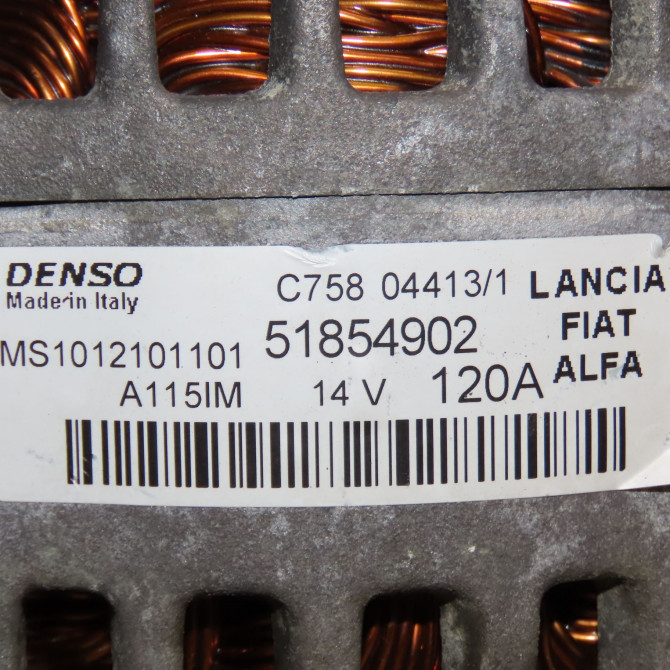 DENSO
Made in Italy
C758 04413/1
LANCIA
FIAT
ALFA
MS1012101101
51854902
A115IM
14 V
120A